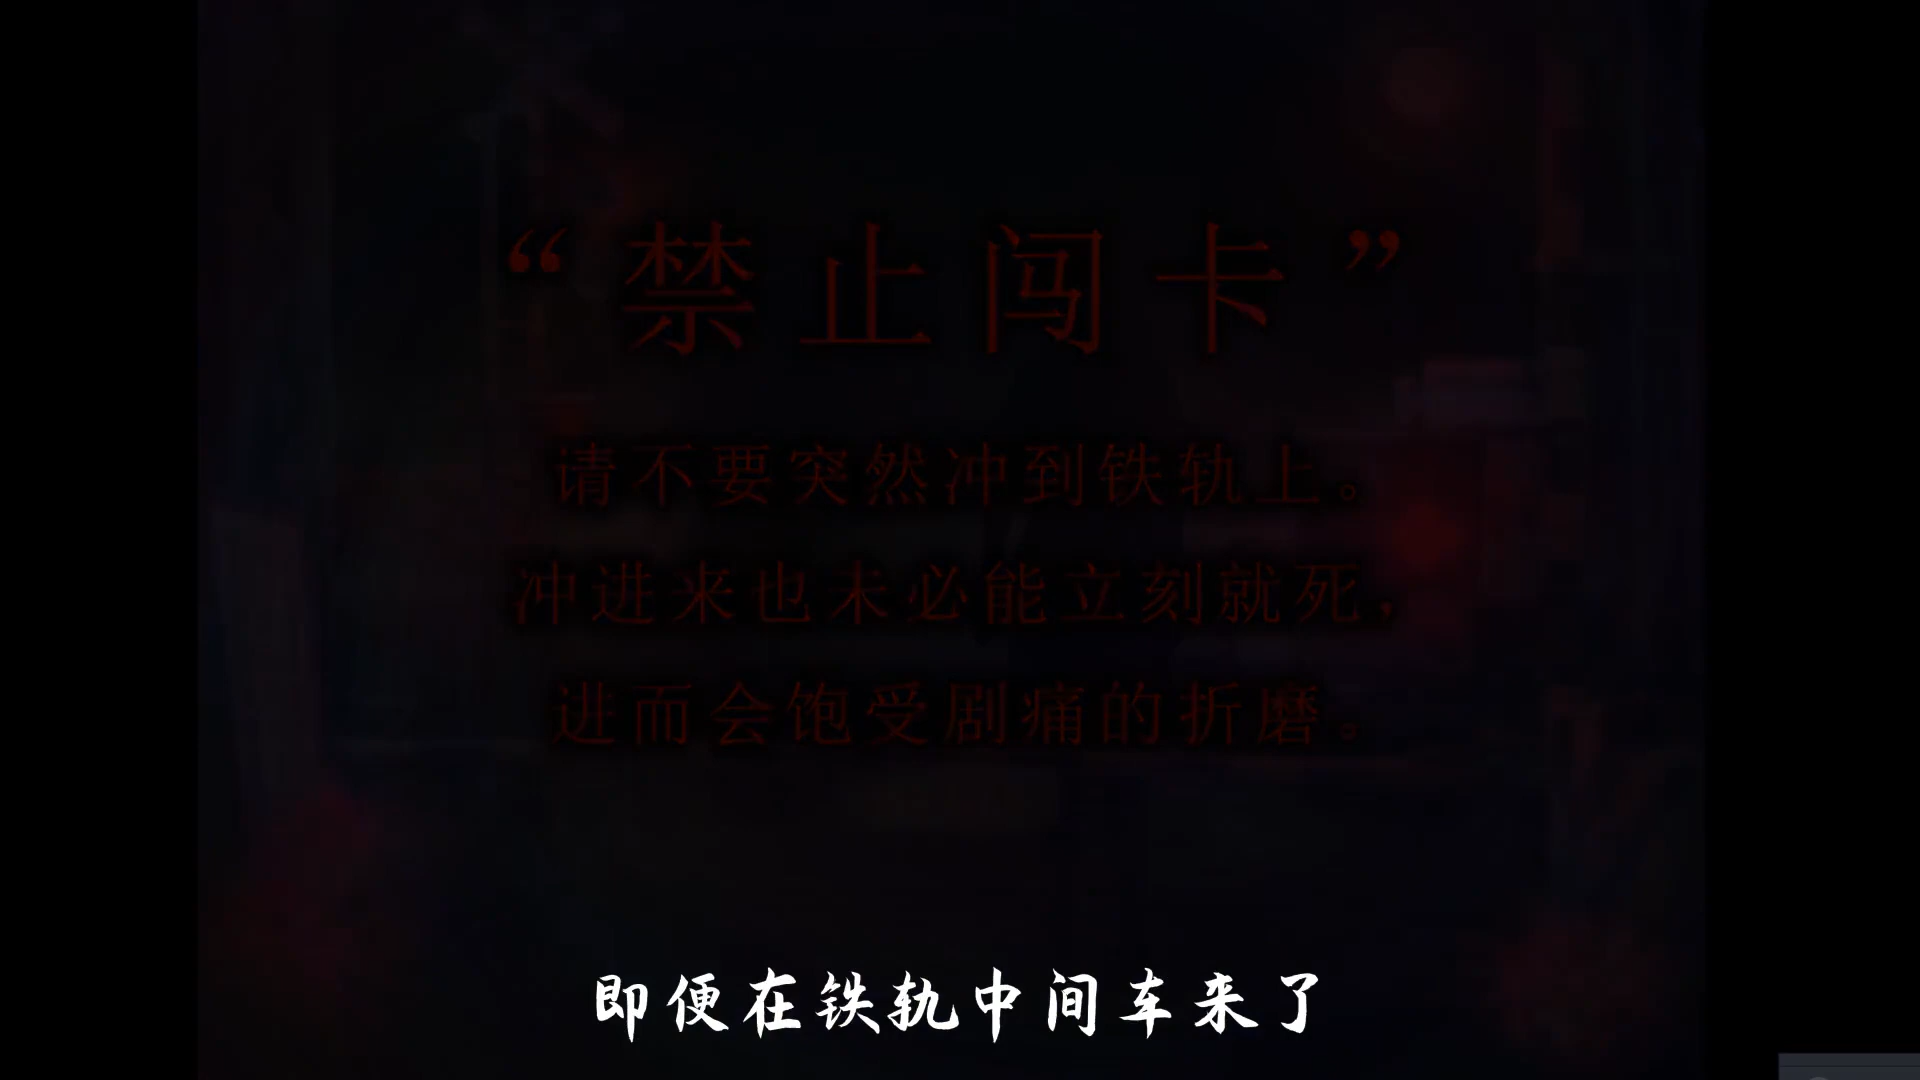 “禁止闯卡”
请不要突然冲到铁轨上。
冲进来也未必能立刻就死，
进而会饱受剧痛的折磨。
即便在铁轨中间车来了